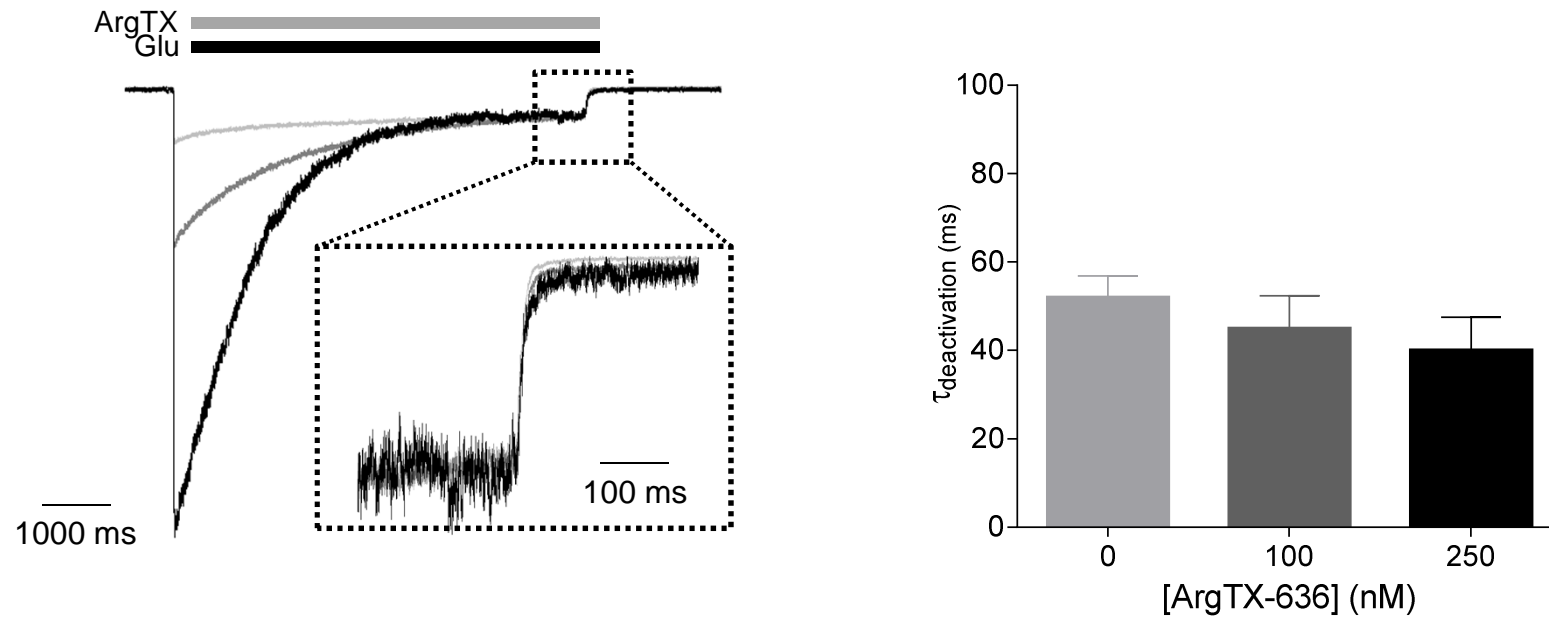 ArgTX
Glu
1000 ms
100 ms
100
80
60
40
20
0
τdeactivation (ms)
0 100 250
[ArgTX-636] (nM)